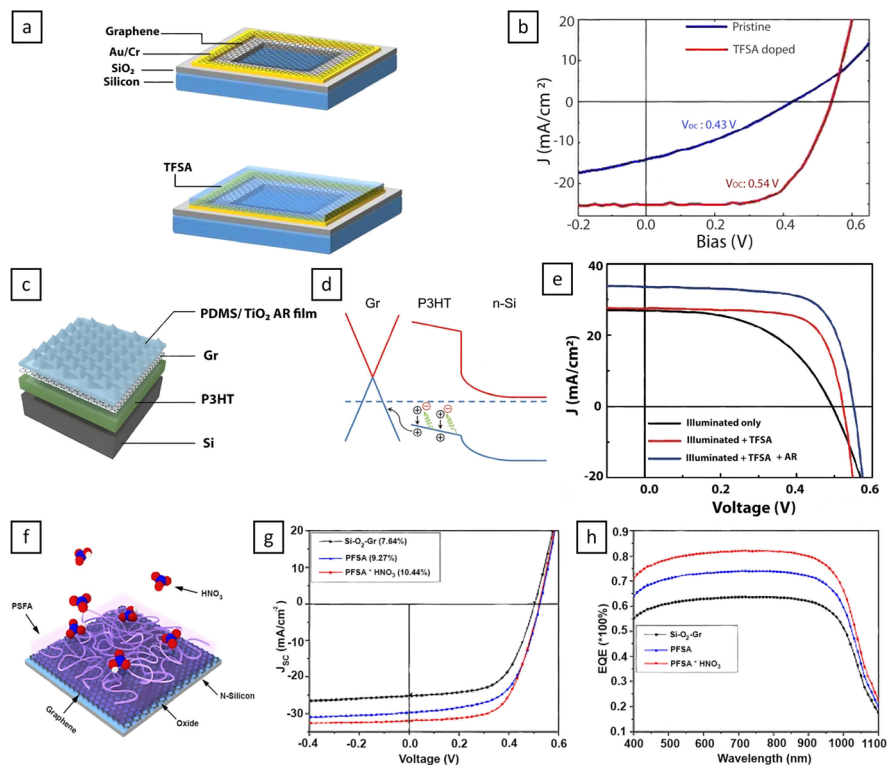 a
Graphene
Au/Cr
SiO₂
Silicon
TFSA
b
Pristine
TFSA doped
Voc : 0.43 V
Voc: 0.54 V
J (mA/cm²)
20
10
0
-10
-20
-0.2 0.0 0.2 0.4 0.6
Bias (V)
c
PDMS/ TiO₂ AR film
Gr
P3HT
Si
d
Gr P3HT n-Si
e
J (mA/cm²)
40
20
0
-20
Illuminated only
Illuminated + TFSA
Illuminated + TFSA + AR
0.0 0.2 0.4 0.6
Voltage (V)
f
HNO₃
PSFA
N-Silicon
Graphene
Oxide
g
Si-O₂-Gr (7.64%)
PFSA (9.27%)
PFSA * HNO₃ (10.44%)
J SC (mA/cm²)
0
-10
-20
-30
-0.4 -0.2 0.0 0.2 0.4 0.6
Voltage (V)
h
EQE (*100%)
0.9
0.8
0.7
0.6
0.5
0.4
0.3
0.2
0.1
Si-O₂-Gr
PFSA
PFSA * HNO₃
400 500 600 700 800 900 1000 1100
Wavelength (nm)